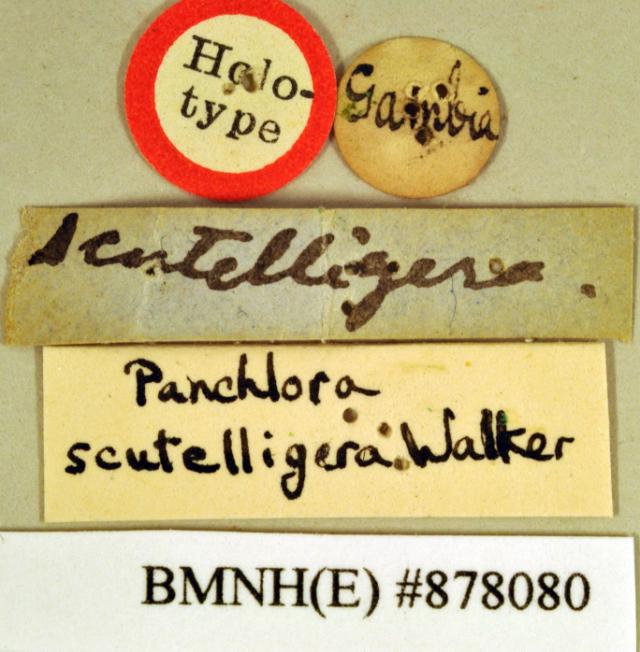 Holo-
type
Gambia
scutelligera.
Panchlora
scutelligera Walker
BMNH(E) #878080